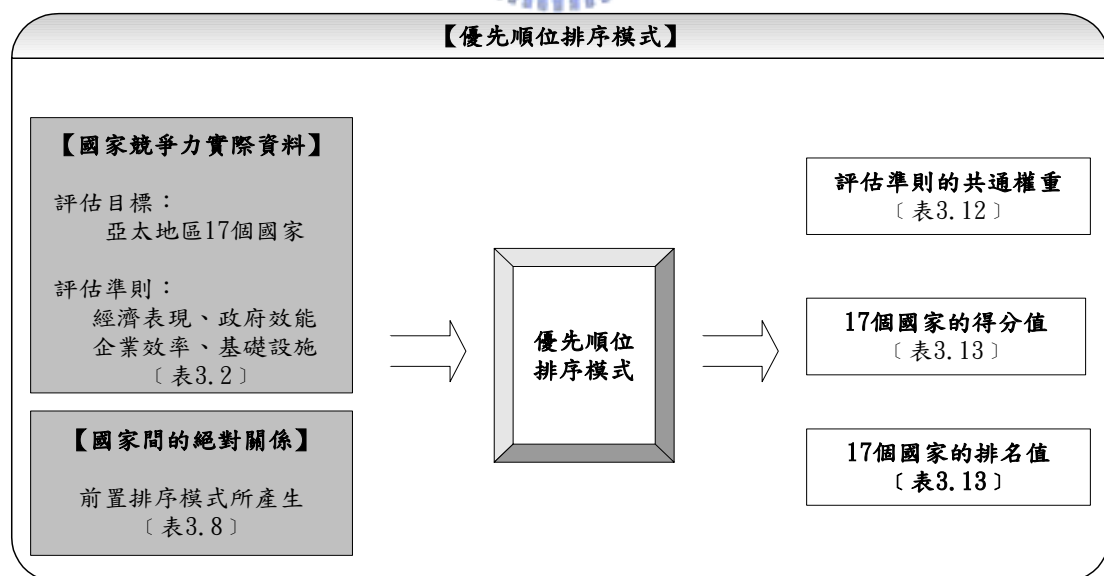 【優先順位排序模式】
【國家競爭力實際資料】
評估目標：
亞太地區17個國家
評估準則：
經濟表現、政府效能
企業效率、基礎設施
﹝表3.2﹞
【國家間的絕對關係】
前置排序模式所產生
﹝表3.8﹞
優先順位
排序模式
評估準則的共通權重
﹝表3.12﹞
17個國家的得分值
﹝表3.13﹞
17個國家的排名值
﹝表3.13﹞